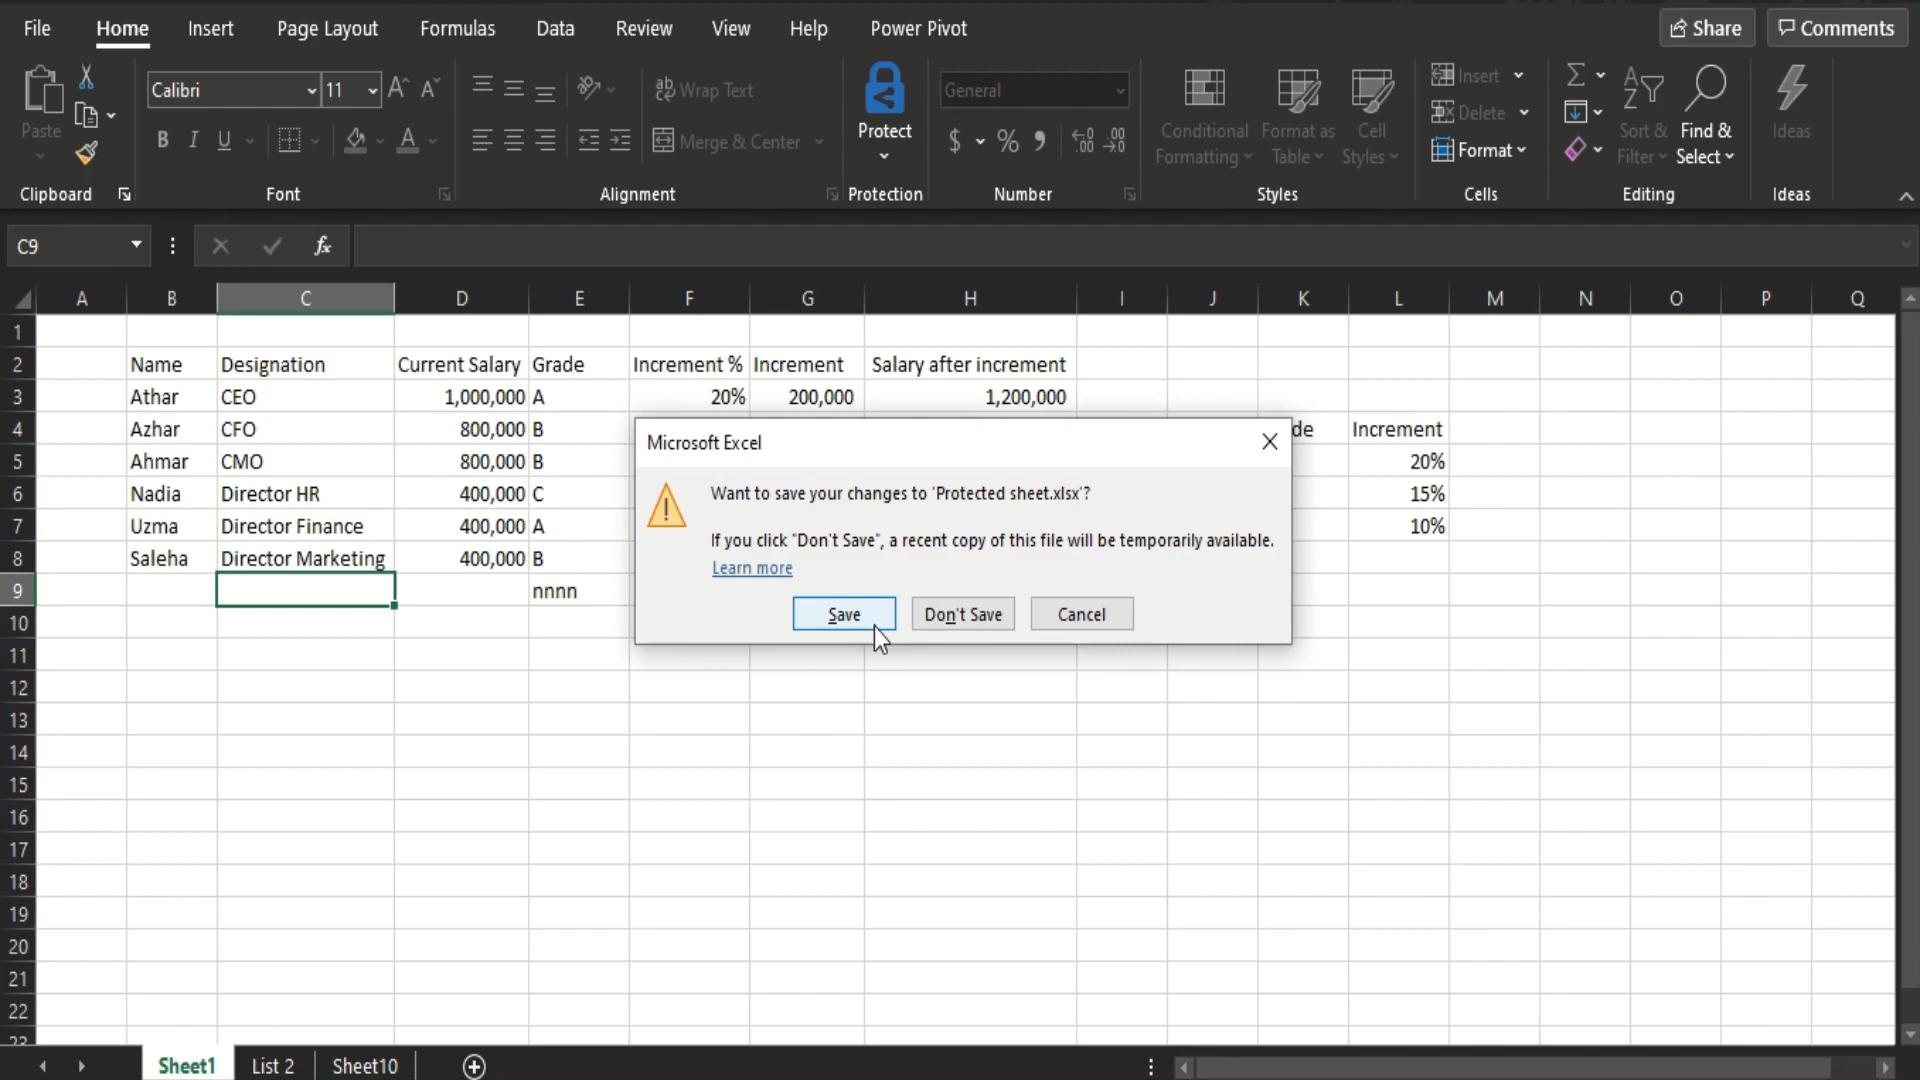 File Home Insert Page Layout Formulas Data Review View Help Power Pivot Share Comments
Paste
Clipboard
Calibri 11
B I U A
Font
ab Wrap Text
Merge & Center
Alignment
Protect
Protection
General
$ % 9
Number
Conditional Formatting
Format as Table
Cell Styles
Styles
Insert
Delete
Format
Cells
Sort & Filter
Find & Select
Editing
Ideas
Ideas
C9 fx
A B C D E F G H I J K L M N O P Q
1
2 Name Designation Current Salary Grade Increment % Increment Salary after increment
3 Athar CEO 1,000,000 A 20% 200,000 1,200,000
4 Azhar CFO 800,000 B de Increment
5 Ahmar CMO 800,000 B 20%
6 Nadia Director HR 400,000 C 15%
7 Uzma Director Finance 400,000 A 10%
8 Saleha Director Marketing 400,000 B
9 nnnn
10
11
12
13
14
15
16
17
18
19
20
21
22
23
Microsoft Excel
Want to save your changes to 'Protected sheet.xlsx'?
If you click "Don't Save", a recent copy of this file will be temporarily available.
Learn more
Save Don't Save Cancel
Sheet1 List 2 Sheet10